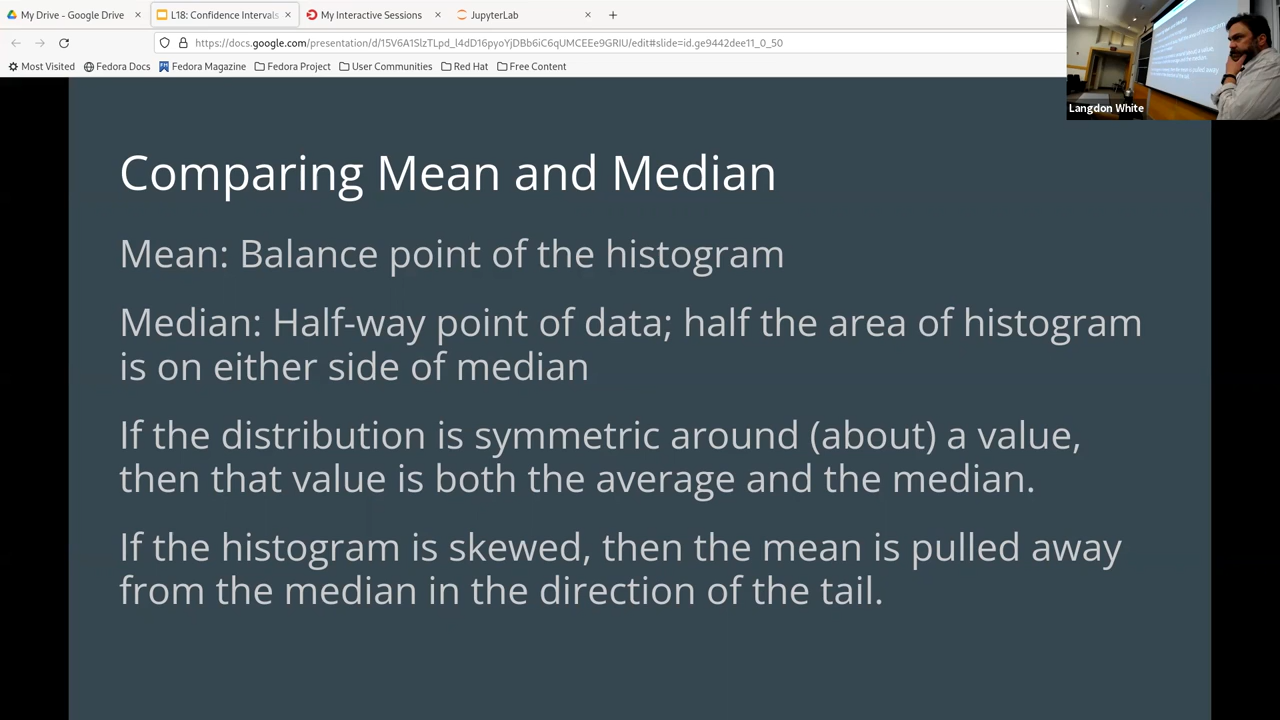 My Drive - Google Drive
L18: Confidence Intervals
My Interactive Sessions
JupyterLab
https://docs.google.com/presentation/d/15V6A1SlzTLpd_l4dD16pyoYjDBb6iC6qUMCEEe9GRIU/edit#slide=id.ge9442dee11_0_50
Most Visited
Fedora Docs
Fedora Magazine
Fedora Project
User Communities
Red Hat
Free Content
Langdon White
Comparing Mean and Median
Mean: Balance point of the histogram
Median: Half-way point of data; half the area of histogram
is on either side of median
If the distribution is symmetric around (about) a value,
then that value is both the average and the median.
If the histogram is skewed, then the mean is pulled away
from the median in the direction of the tail.